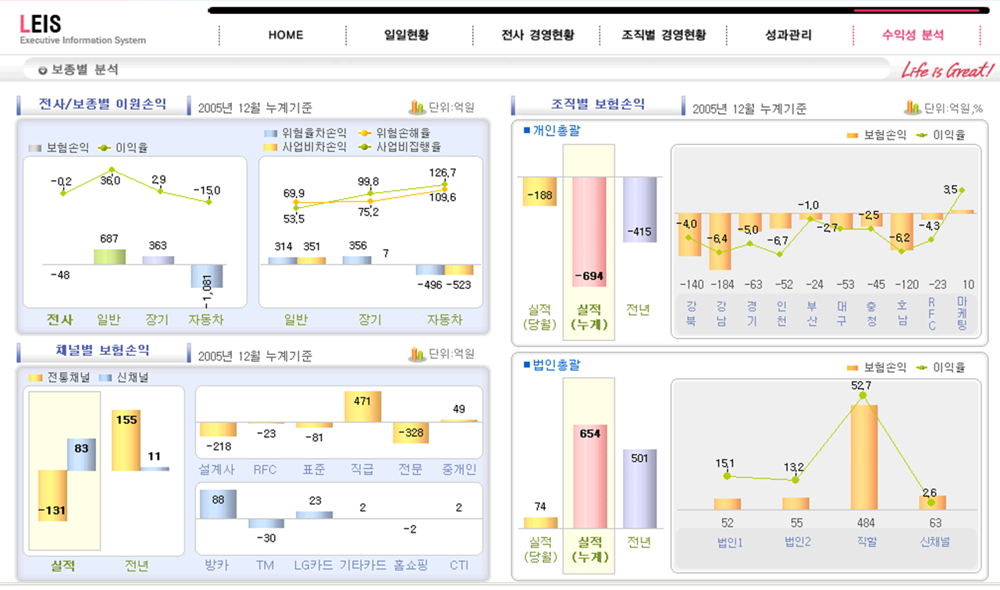 LEIS
Executive Information System
HOME 일일현황 전사 경영현황 조직별 경영현황 성과관리 수익성 분석
보종별 분석
Life is Great!
전사/보종별 이원손익 2005년 12월 누계기준 단위:억원
보험손익 이익율
위험율차손익 위험손해율
사업비차손익 사업비집행율
-0.2 36.0 2.9 -15.0
687 363
-48 -1,081
전사 일반 장기 자동차
69.9 99.8 126.7
53.5 75.2 109.6
314 351 356 7
-496 -523
일반 장기 자동차
채널별 보험손익 2005년 12월 누계기준 단위:억원
전통채널 신채널
83 155 11
-131
실적 전년
471 49
-218 -23 -81 -328
설계사 RFC 표준 직급 전문 중개인
88 23 2 2
-30 -2
방카 TM LG카드 기타카드 홈쇼핑 CTI
조직별 보험손익 2005년 12월 누계기준 단위:억원,%
개인총괄
보험손익 이익율
-188 -694 -415
실적 (당월) 실적 (누계) 전년
-4.0 -6.4 -5.0 -6.7 -1.0 -2.7 -2.5 -6.2 -4.3 3.5
-140 -184 -63 -52 -24 -53 -45 -120 -23 10
강북 강남 경기 인천 부산 대구 충청 호남 RFC 마케팅
법인총괄
보험손익 이익율
74 654 501
실적 (당월) 실적 (누계) 전년
15.1 13.2 52.7 2.6
52 55 484 63
법인1 법인2 직할 신채널